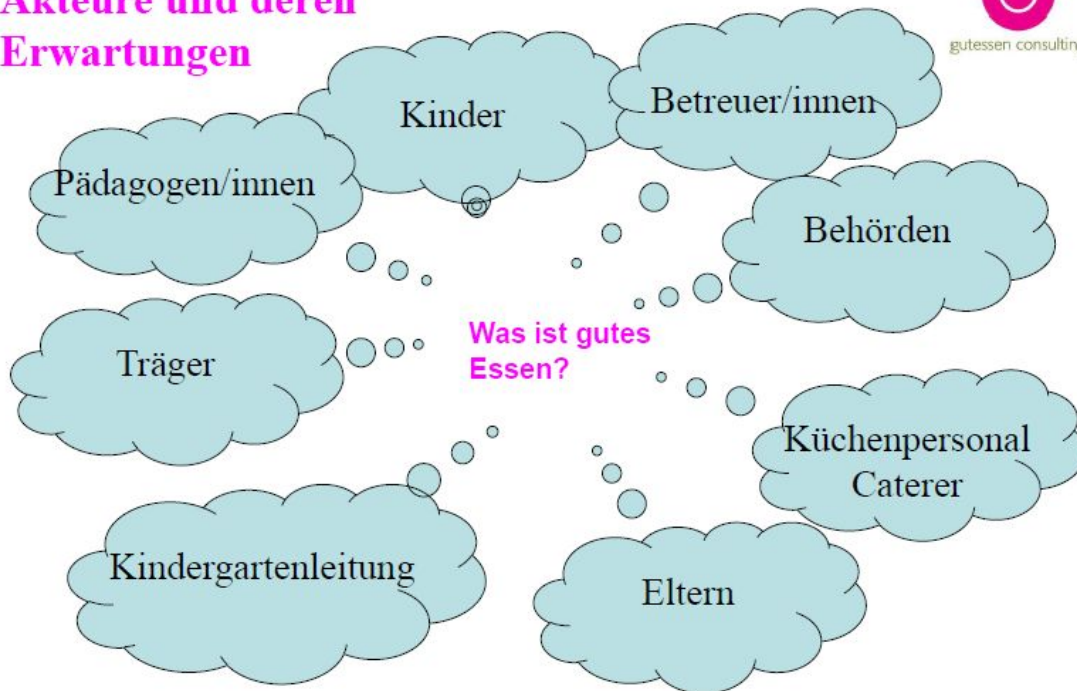 Akteure und deren
Erwartungen
gutessen consulting
Kinder
Betreuer/innen
Pädagogen/innen
Behörden
Was ist gutes
Essen?
Träger
Küchenpersonal
Caterer
Kindergartenleitung
Eltern